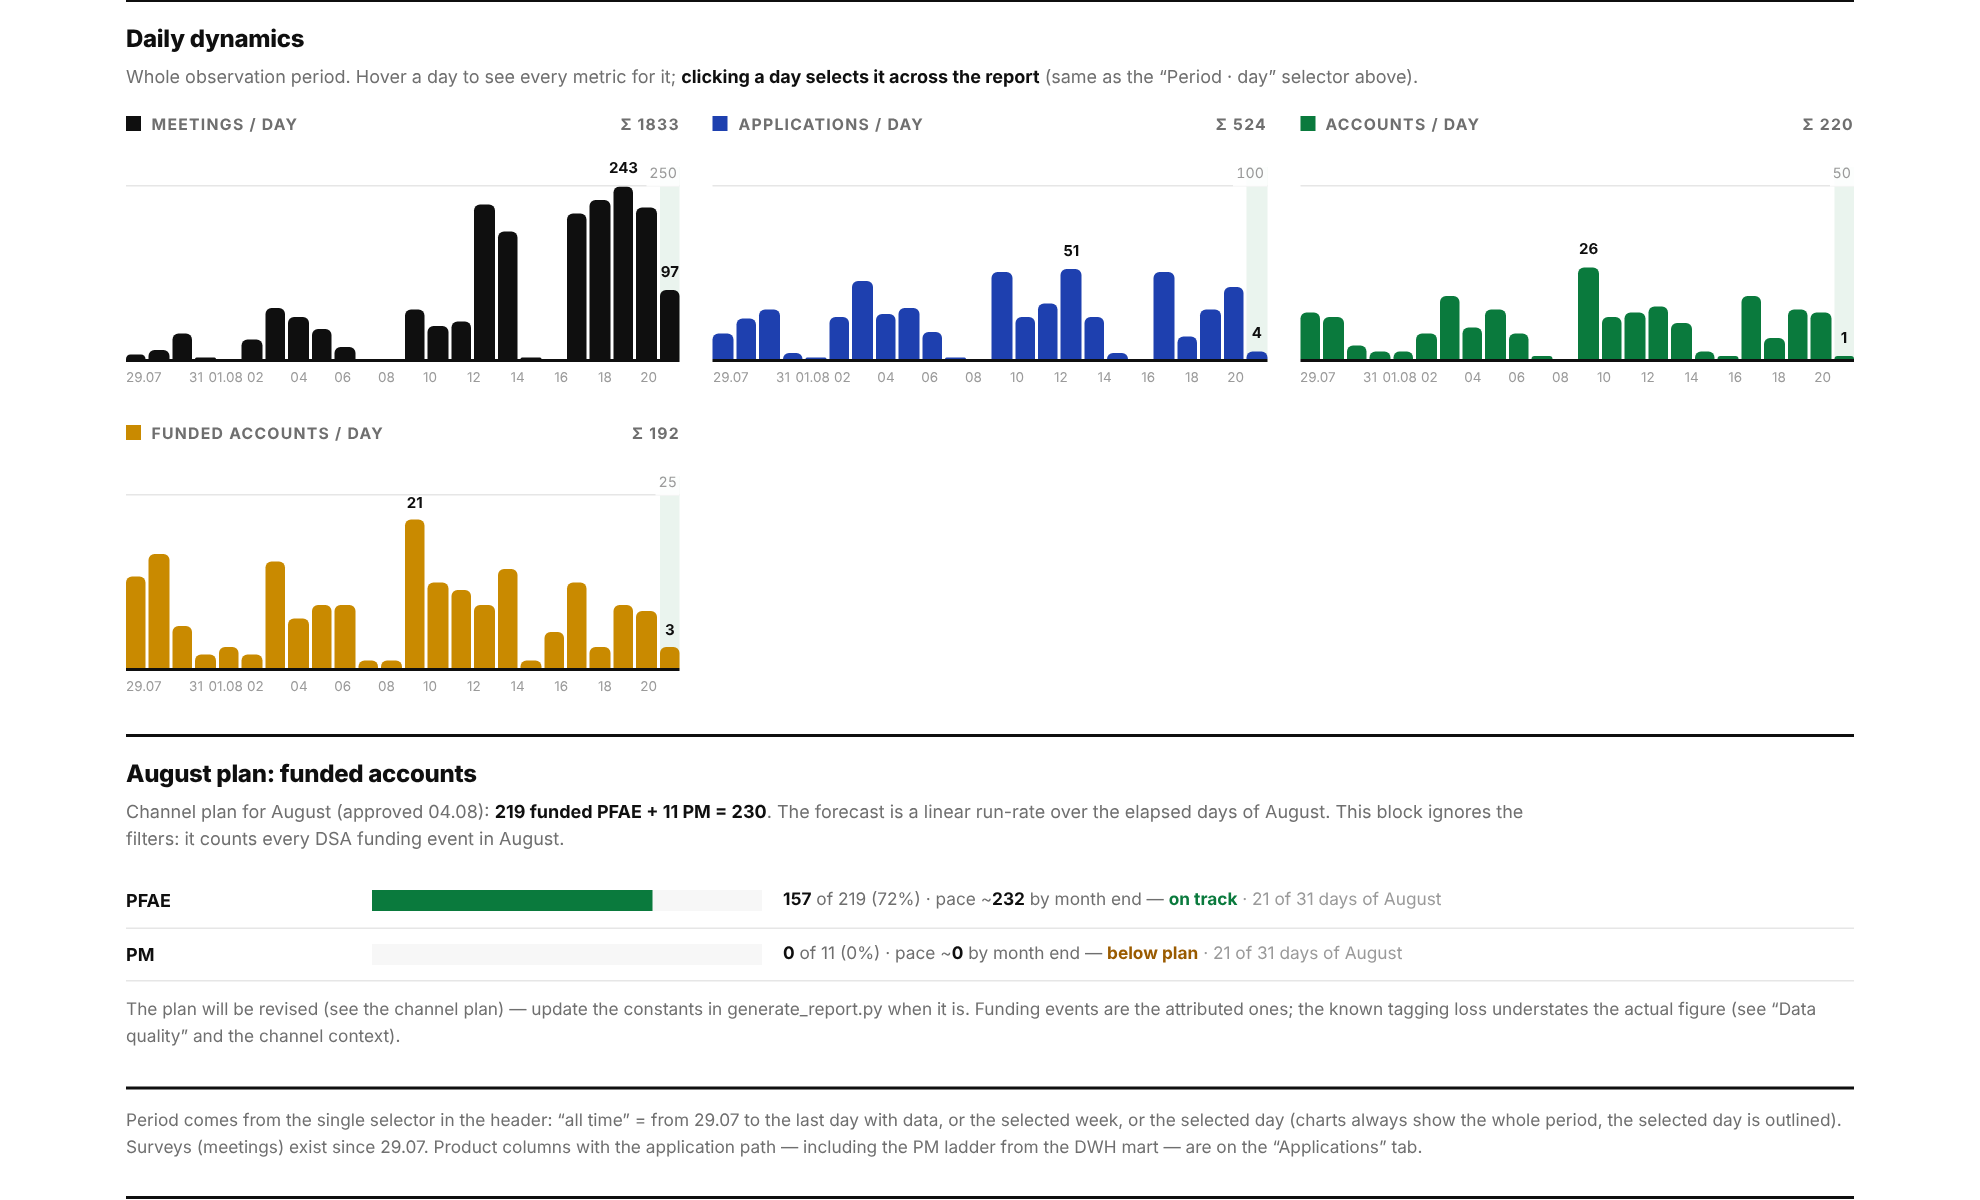 Daily dynamics
Whole observation period. Hover a day to see every metric for it; clicking a day selects it across the report (same as the “Period · day” selector above).
MEETINGS / DAY Σ 1833
243 250
97
29.07 31 01.08 02 04 06 08 10 12 14 16 18 20
APPLICATIONS / DAY Σ 524
100
51
4
29.07 31 01.08 02 04 06 08 10 12 14 16 18 20
ACCOUNTS / DAY Σ 220
50
26
1
29.07 31 01.08 02 04 06 08 10 12 14 16 18 20
FUNDED ACCOUNTS / DAY Σ 192
25
21
3
29.07 31 01.08 02 04 06 08 10 12 14 16 18 20
August plan: funded accounts
Channel plan for August (approved 04.08): 219 funded PFAE + 11 PM = 230. The forecast is a linear run-rate over the elapsed days of August. This block ignores the
filters: it counts every DSA funding event in August.
PFAE 157 of 219 (72%) · pace ~232 by month end — on track · 21 of 31 days of August
PM 0 of 11 (0%) · pace ~0 by month end — below plan · 21 of 31 days of August
The plan will be revised (see the channel plan) — update the constants in generate_report.py when it is. Funding events are the attributed ones; the known tagging loss understates the actual figure (see “Data
quality” and the channel context).
Period comes from the single selector in the header: “all time” = from 29.07 to the last day with data, or the selected week, or the selected day (charts always show the whole period, the selected day is outlined).
Surveys (meetings) exist since 29.07. Product columns with the application path — including the PM ladder from the DWH mart — are on the “Applications” tab.